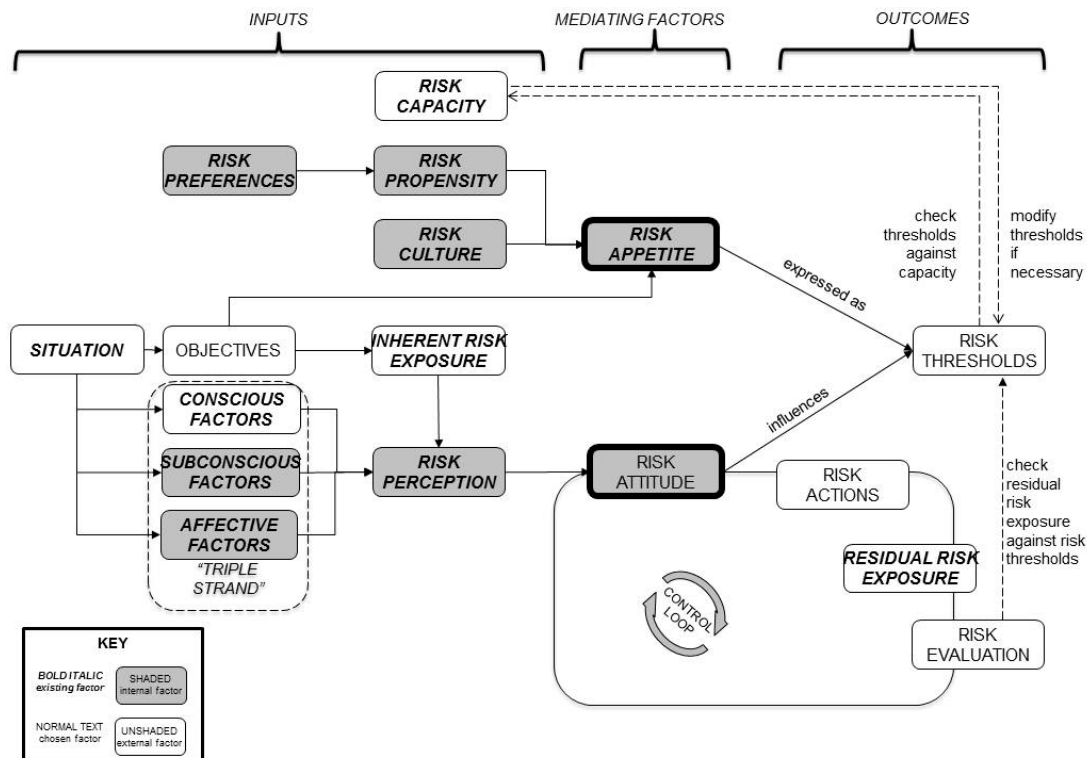 INPUTS
MEDIATING FACTORS
OUTCOMES
RISK
CAPACITY
RISK
PREFERENCES
RISK
PROPENSITY
RISK
CULTURE
RISK
APPETITE
check
thresholds
against
capacity
modify
thresholds
if
necessary
expressed as
SITUATION
OBJECTIVES
INHERENT RISK
EXPOSURE
RISK
THRESHOLDS
CONSCIOUS
FACTORS
influences
SUBCONSCIOUS
FACTORS
RISK
PERCEPTION
RISK
ATTITUDE
RISK
ACTIONS
check
residual
risk
exposure
against risk
thresholds
AFFECTIVE
FACTORS
"TRIPLE
STRAND"
RESIDUAL RISK
EXPOSURE
CONTROL
LOOP
RISK
EVALUATION
KEY
BOLD ITALIC
existing factor
SHADED
internal factor
NORMAL TEXT
chosen factor
UNSHADED
external factor